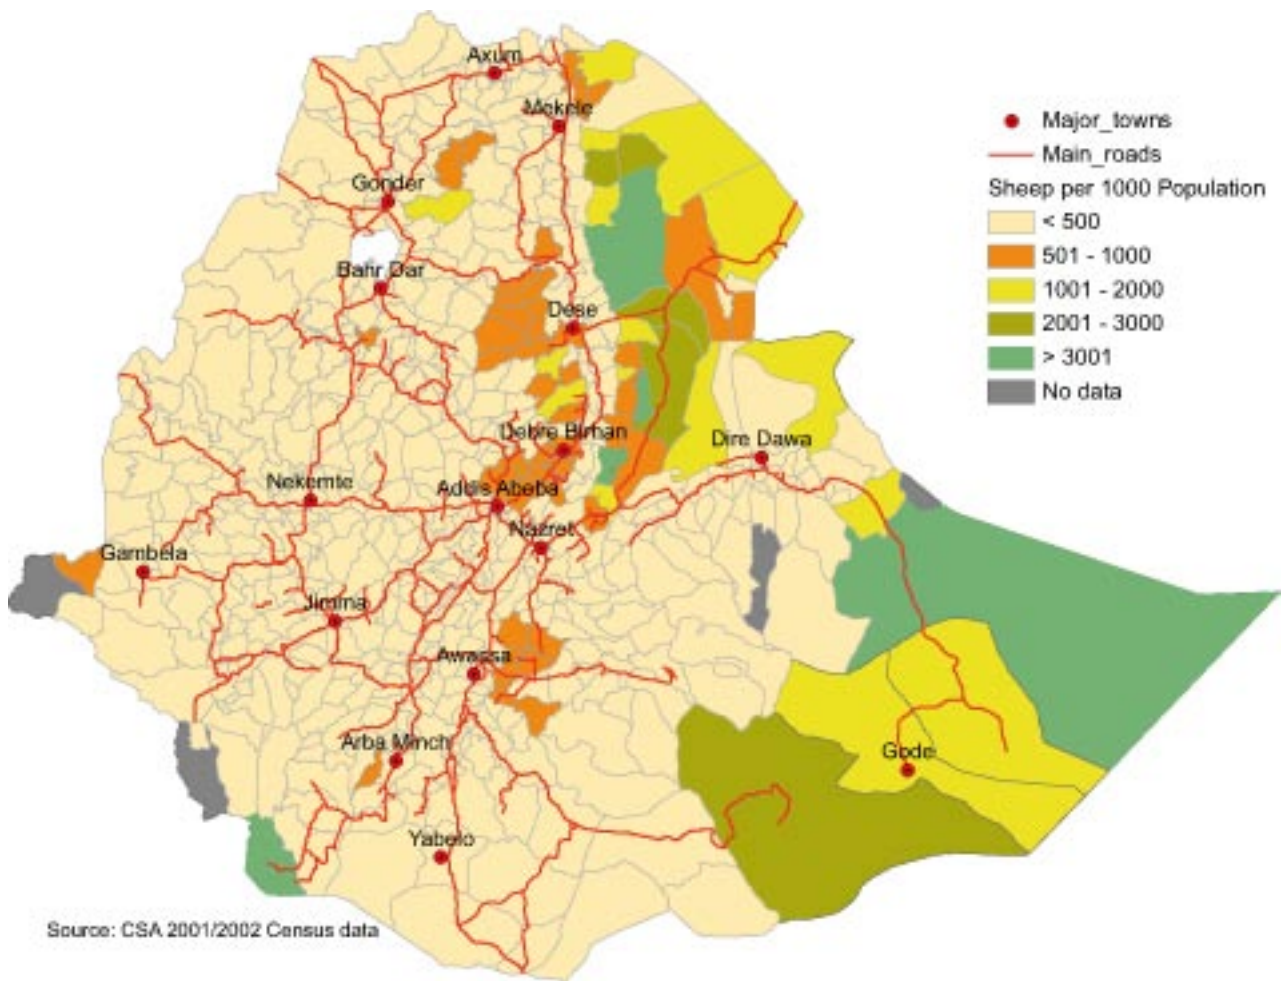 Axum
Mekele
Gonder
Bahr Dar
Dese
Debre Birhan
Dire Dawa
Nekemte
Addis Abeba
Nazret
Gambela
Jimma
Awassa
Arba Minch
Gode
Yabelo
Major_towns
Main_roads
Sheep per 1000 Population
< 500
501 - 1000
1001 - 2000
2001 - 3000
> 3001
No data
Source: CSA 2001/2002 Census data